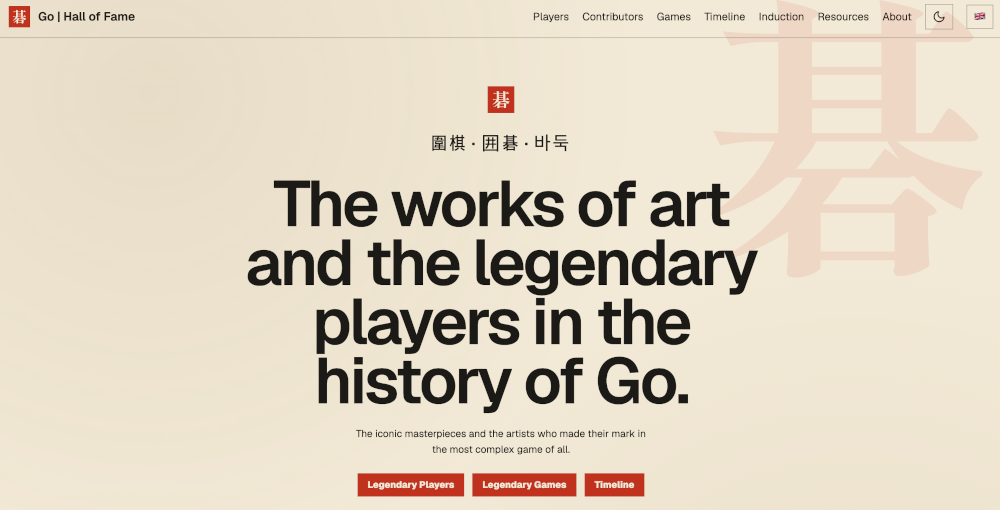 碁 Go | Hall of Fame
Players Contributors Games Timeline Induction Resources About
碁
碁
圍棋 · 囲碁 · 바둑
The works of art
and the legendary
players in the
history of Go.
The iconic masterpieces and the artists who made their mark in
the most complex game of all.
Legendary Players Legendary Games Timeline